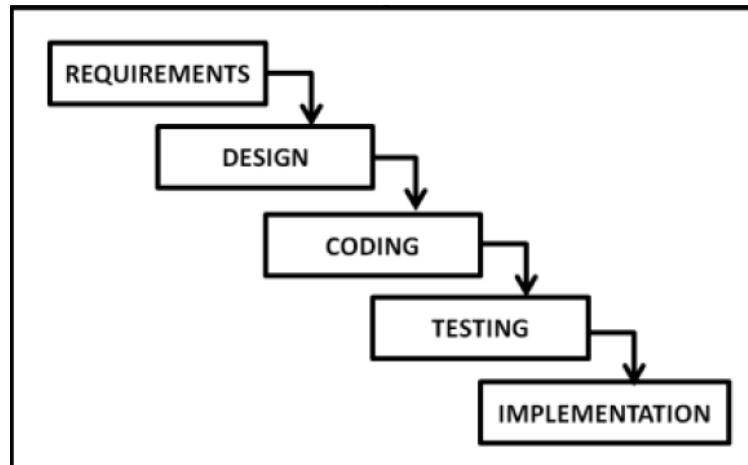 REQUIREMENTS
DESIGN
CODING
TESTING
IMPLEMENTATION